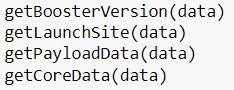 getBoosterVersion(data)
getLaunchSite(data)
getPayloadData(data)
getCoreData(data)